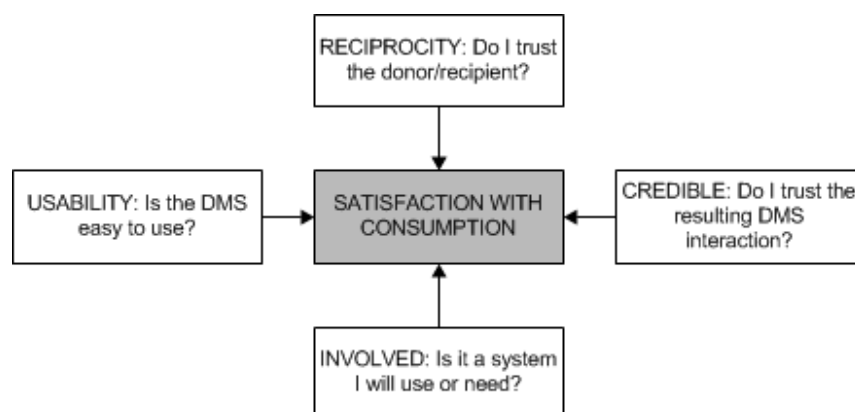 RECIPROCITY: Do I trust
the donor/recipient?
USABILITY: Is the DMS
easy to use?
SATISFACTION WITH
CONSUMPTION
CREDIBLE: Do I trust the
resulting DMS
interaction?
INVOLVED: Is it a system
I will use or need?